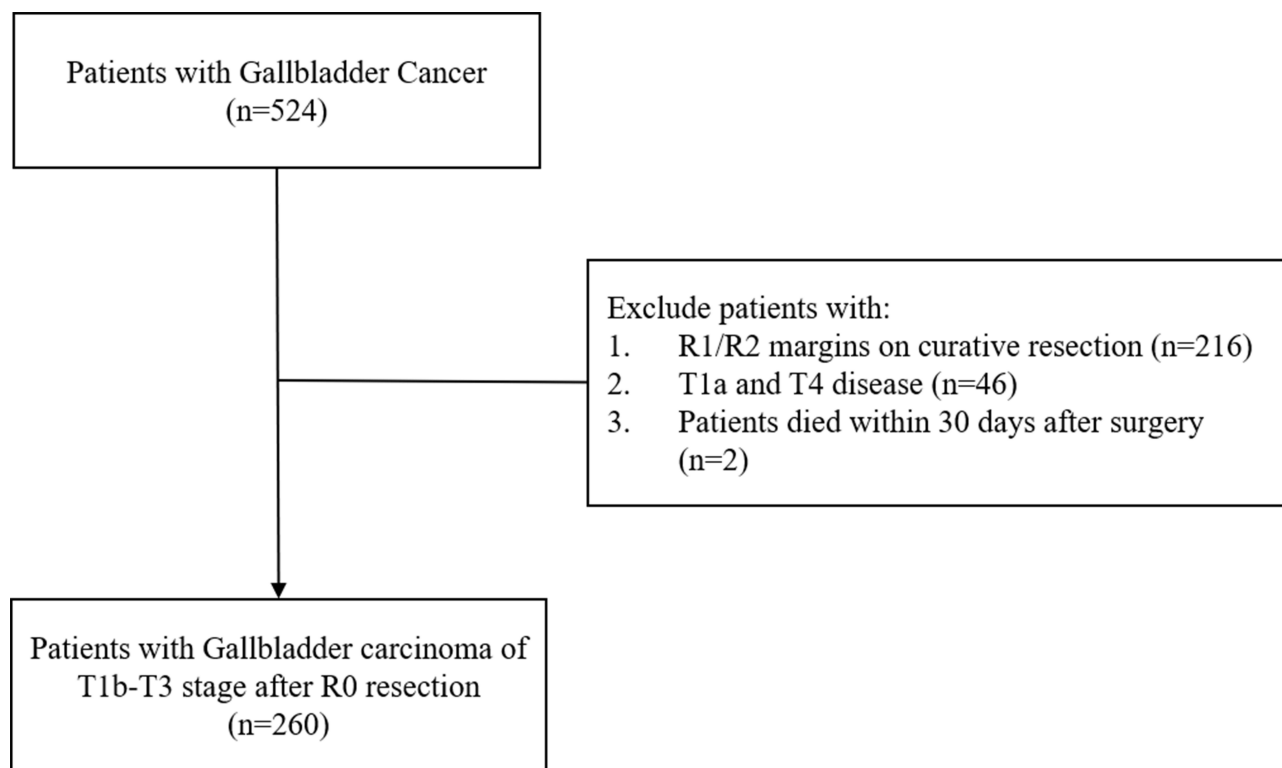 Patients with Gallbladder Cancer
(n=524)
Exclude patients with:
1. R1/R2 margins on curative resection (n=216)
2. T1a and T4 disease (n=46)
3. Patients died within 30 days after surgery
(n=2)
Patients with Gallbladder carcinoma of
T1b-T3 stage after R0 resection
(n=260)